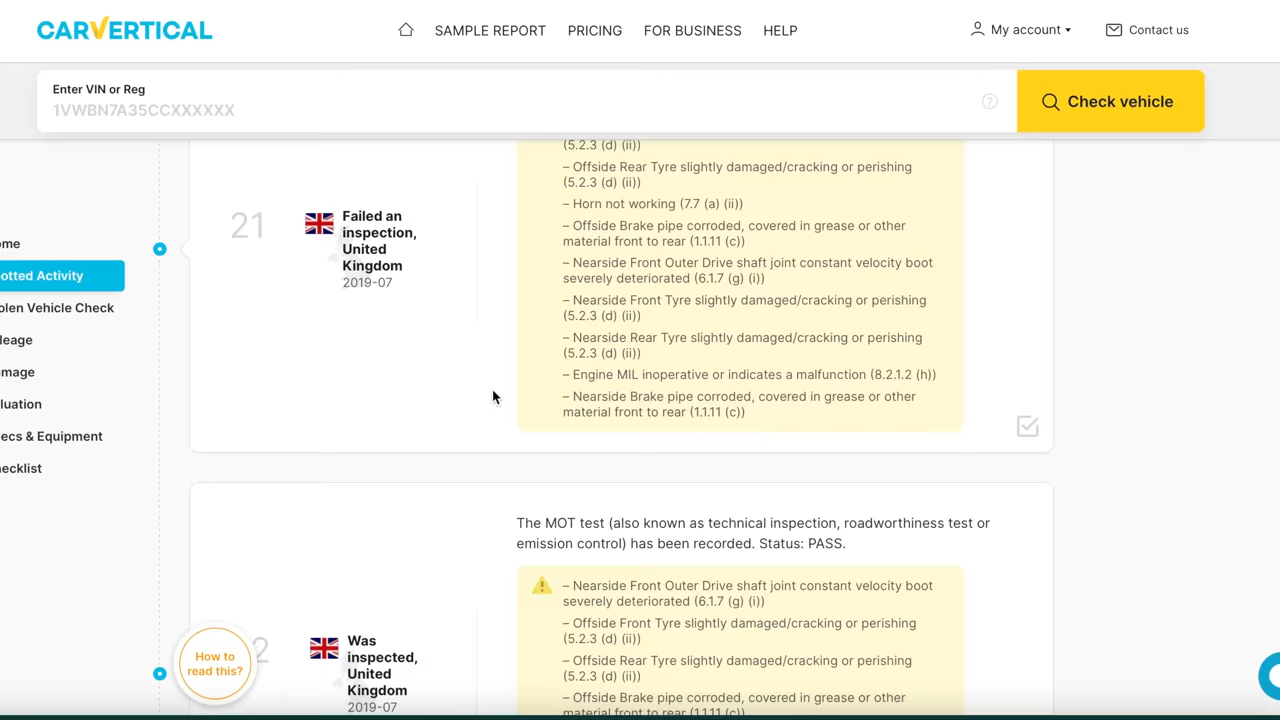 CARVERTICAL
SAMPLE REPORT
PRICING
FOR BUSINESS
HELP
My account
Contact us
Enter VIN or Reg
1VWBN7A35CCXXXXXX
?
Check vehicle
ome
otted Activity
olen Vehicle Check
leage
mage
luation
ecs & Equipment
ecklist
21
Failed an
inspection,
United
Kingdom
2019-07
(5.2.3 (d) (ii))
– Offside Rear Tyre slightly damaged/cracking or perishing
(5.2.3 (d) (ii))
– Horn not working (7.7 (a) (ii))
– Offside Brake pipe corroded, covered in grease or other
material front to rear (1.1.11 (c))
– Nearside Front Outer Drive shaft joint constant velocity boot
severely deteriorated (6.1.7 (g) (i))
– Nearside Front Tyre slightly damaged/cracking or perishing
(5.2.3 (d) (ii))
– Nearside Rear Tyre slightly damaged/cracking or perishing
(5.2.3 (d) (ii))
– Engine MIL inoperative or indicates a malfunction (8.2.1.2 (h))
– Nearside Brake pipe corroded, covered in grease or other
material front to rear (1.1.11 (c))
The MOT test (also known as technical inspection, roadworthiness test or
emission control) has been recorded. Status: PASS.
How to
read this?
2
Was
inspected,
United
Kingdom
2019-07
– Nearside Front Outer Drive shaft joint constant velocity boot
severely deteriorated (6.1.7 (g) (i))
– Offside Front Tyre slightly damaged/cracking or perishing
(5.2.3 (d) (ii))
– Offside Rear Tyre slightly damaged/cracking or perishing
(5.2.3 (d) (ii))
– Offside Brake pipe corroded, covered in grease or other
material front to rear (1.1.11 (c))